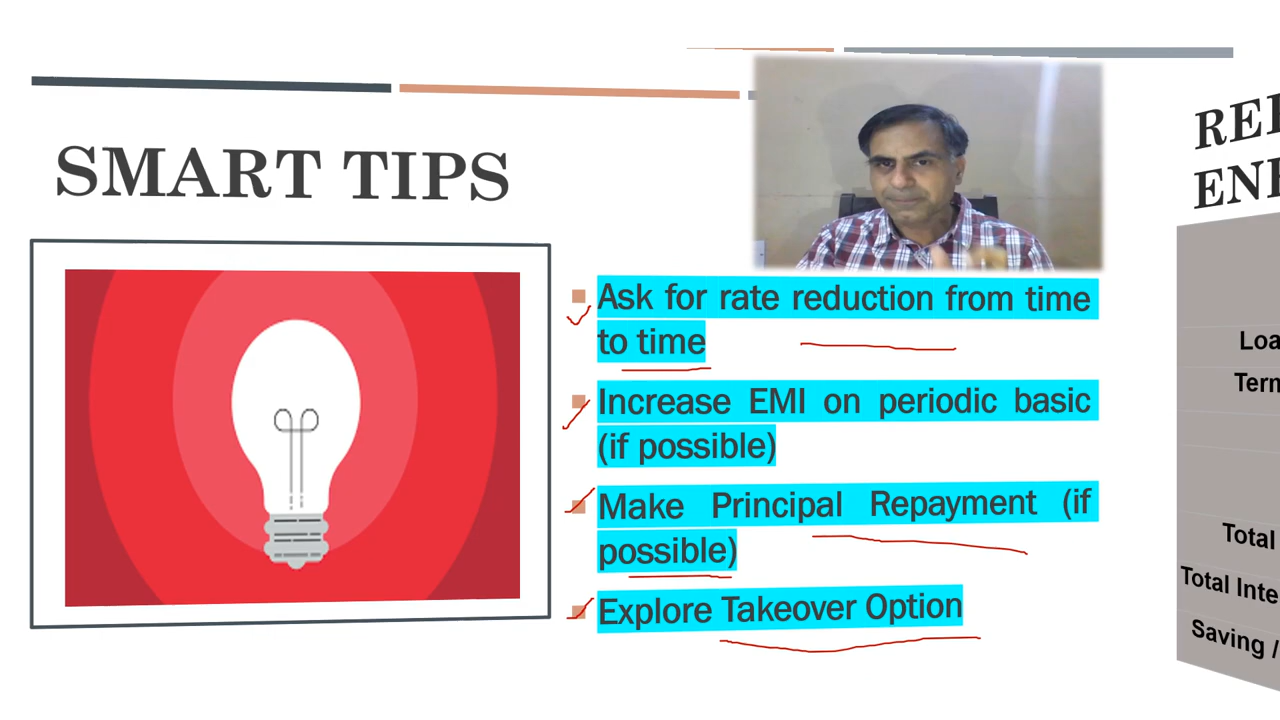 SMART TIPS
Ask for rate reduction from time
to time
Increase EMI on periodic basic
(if possible)
Make Principal Repayment (if
possible)
Explore Takeover Option
Total